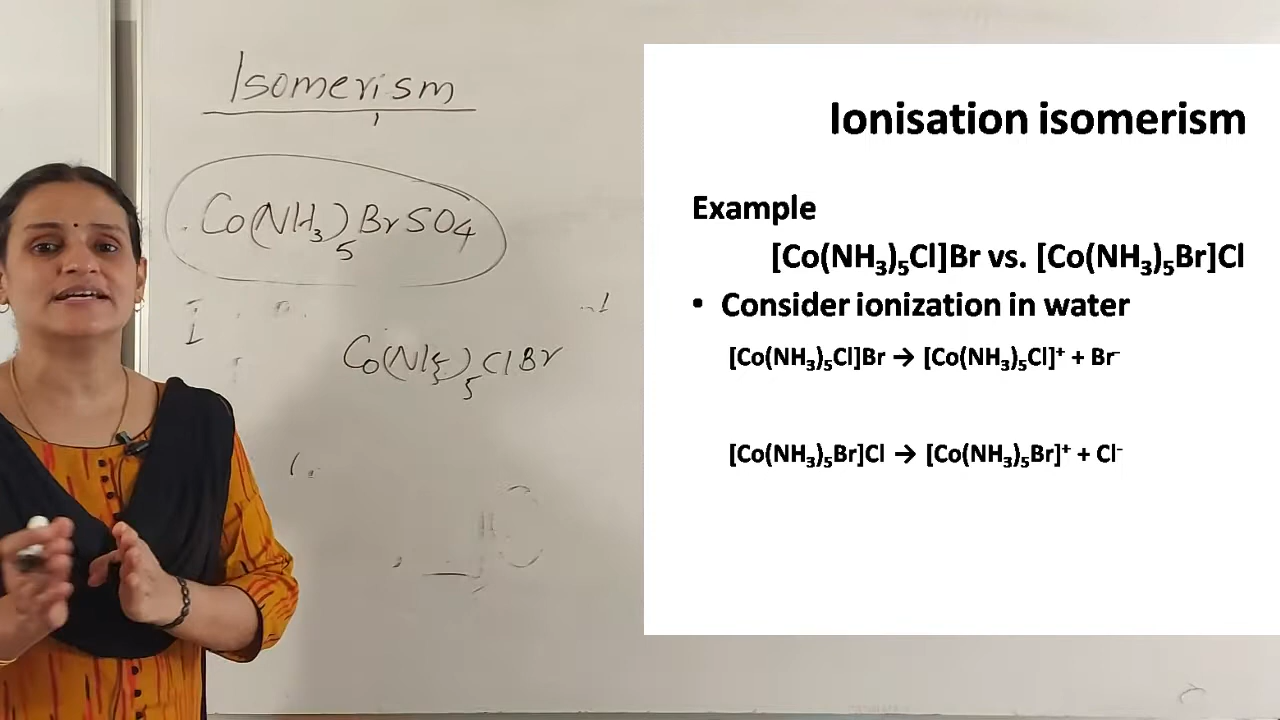 Isomerism
Co(NH₃)₅BrSO₄
Co(NH₃)₅ClBr
Ionisation isomerism
Example
[Co(NH₃)₅Cl]Br vs. [Co(NH₃)₅Br]Cl
• Consider ionization in water
[Co(NH₃)₅Cl]Br → [Co(NH₃)₅Cl]⁺ + Br⁻
[Co(NH₃)₅Br]Cl → [Co(NH₃)₅Br]⁺ + Cl⁻